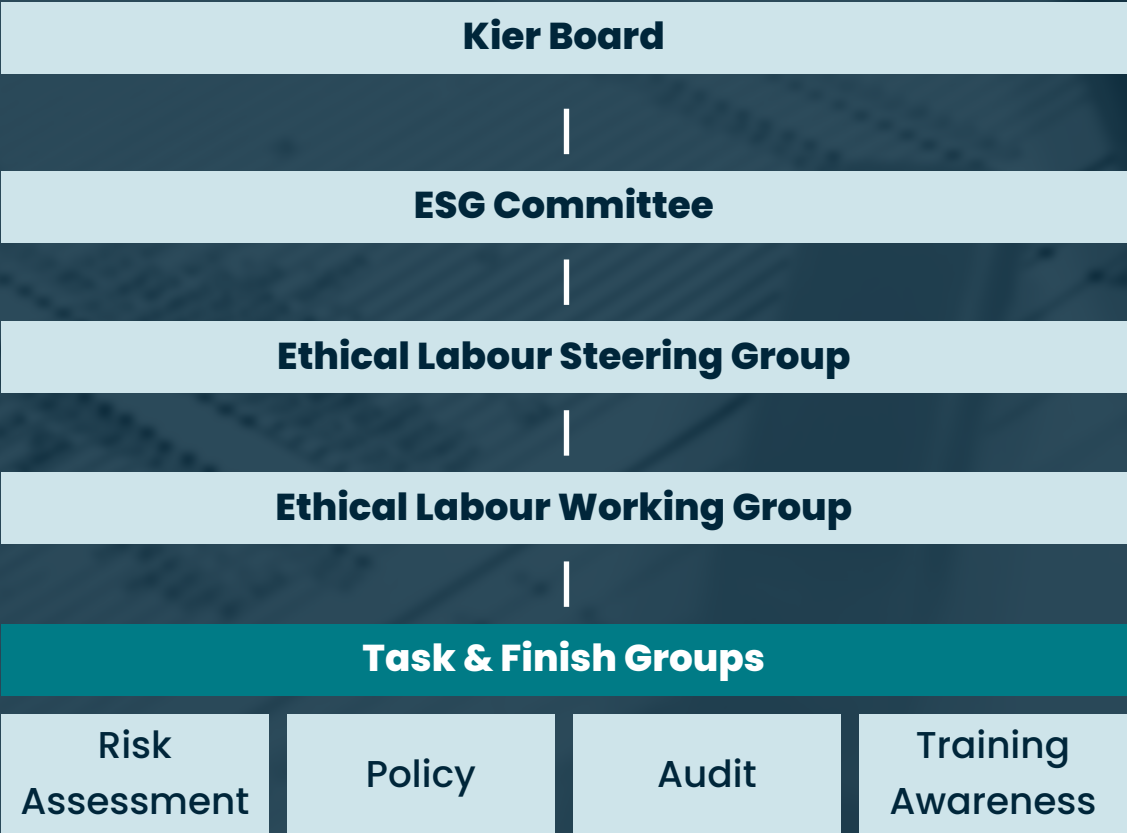 Kier Board
ESG Committee
Ethical Labour Steering Group
Ethical Labour Working Group
Task & Finish Groups
Risk
Assessment
Policy
Audit
Training
Awareness